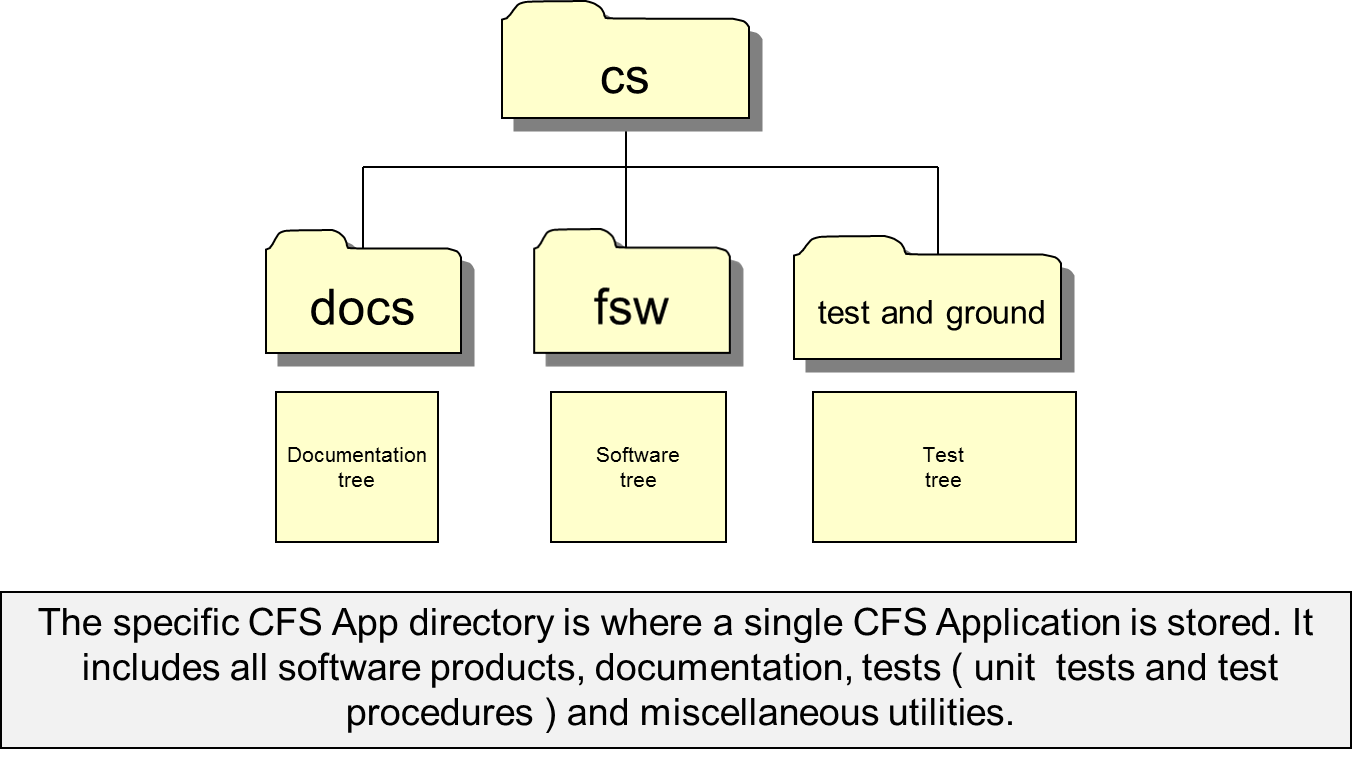 cs
docs
fsw
test and ground
Documentation
tree
Software
tree
Test
tree
The specific CFS App directory is where a single CFS Application is stored. It
includes all software products, documentation, tests ( unit  tests and test
procedures ) and miscellaneous utilities.